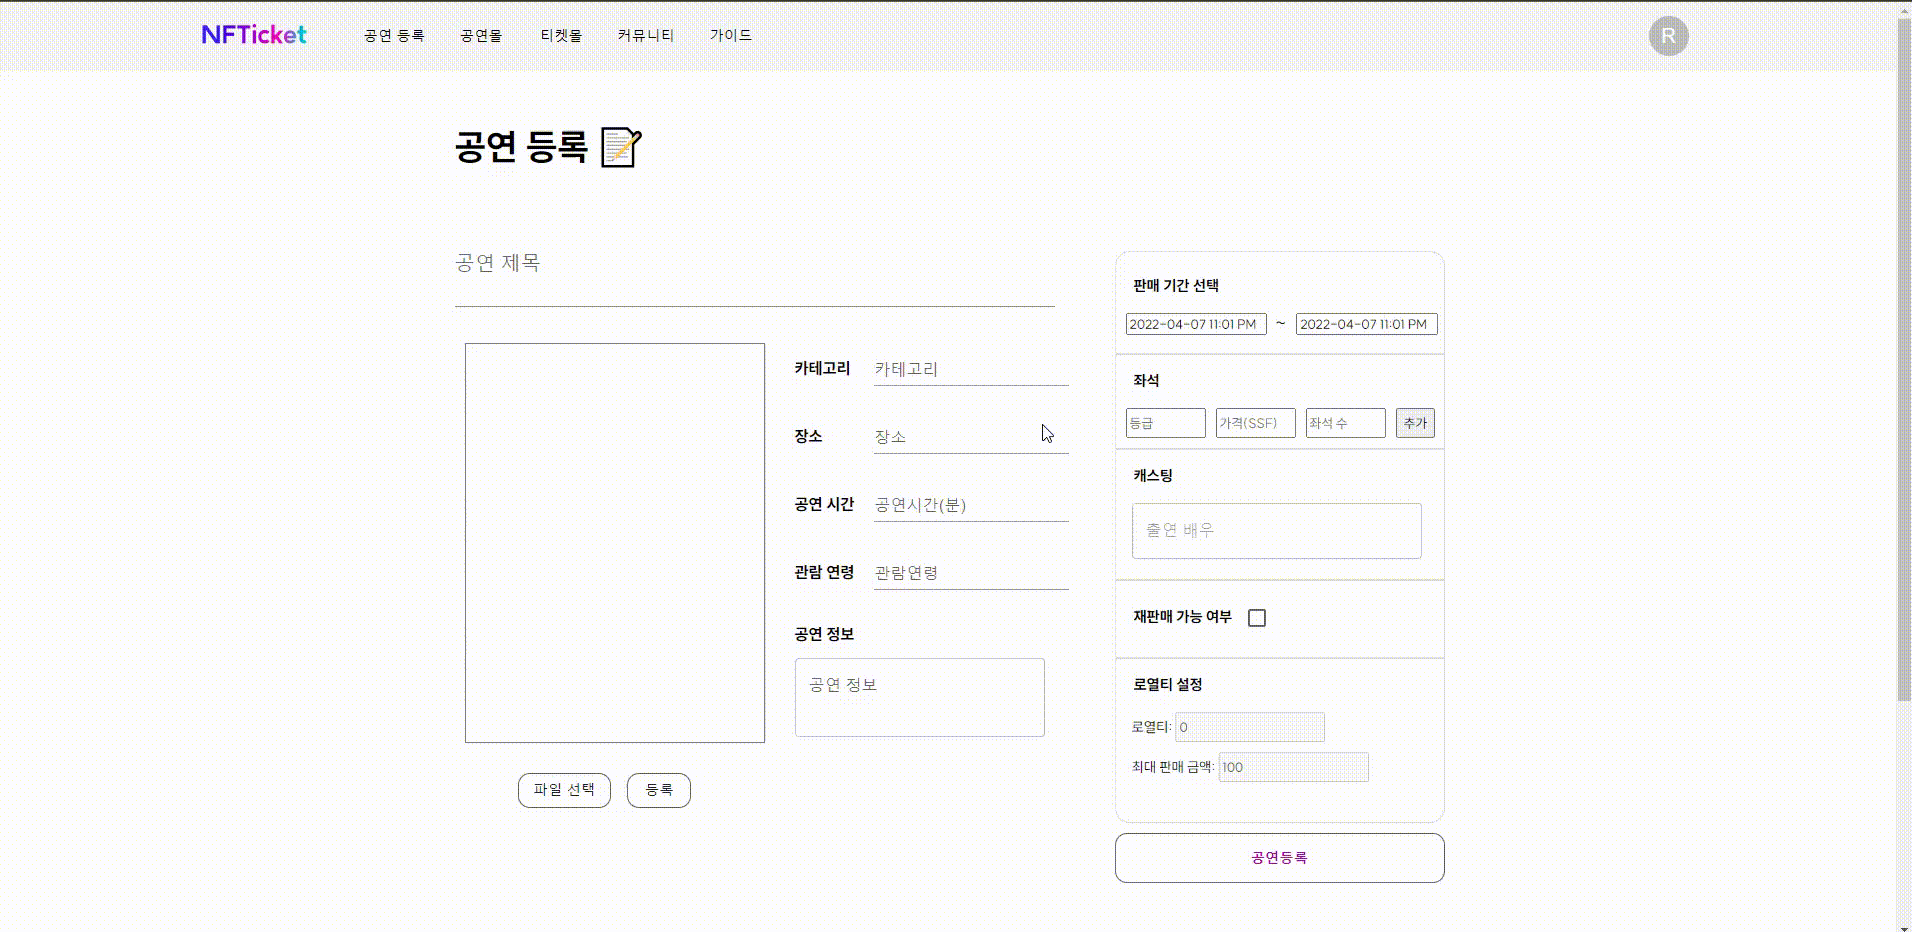 NFTicket 공연 등록 공연몰 티켓몰 커뮤니티 가이드 R
공연 등록
공연 제목
카테고리 카테고리
장소 장소
공연 시간 공연시간(분)
관람 연령 관람연령
공연 정보
공연 정보
파일 선택 등록
판매 기간 선택
2022-04-07 11:01 PM ~ 2022-04-07 11:01 PM
좌석
등급 가격(SSF) 좌석 수 추가
캐스팅
출연 배우
재판매 가능 여부
로열티 설정
로열티: 0
최대 판매 금액: 100
공연등록